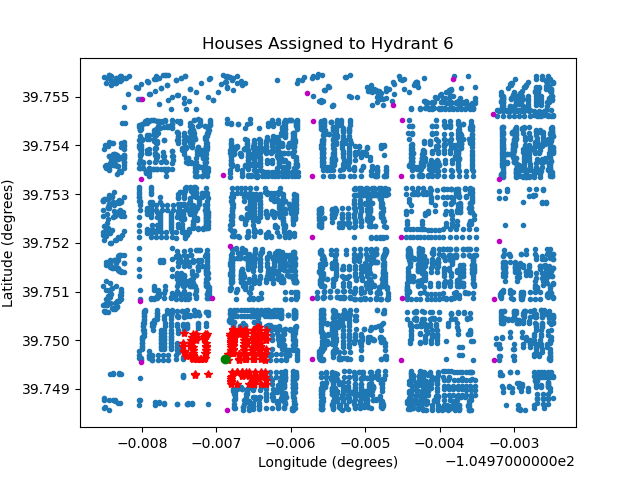 Houses Assigned to Hydrant 6
39.755
39.754
39.753
39.752
39.751
39.750
39.749
Latitude (degrees)
−0.008 −0.007 −0.006 −0.005 −0.004 −0.003
Longitude (degrees)
−1.0497000000e2